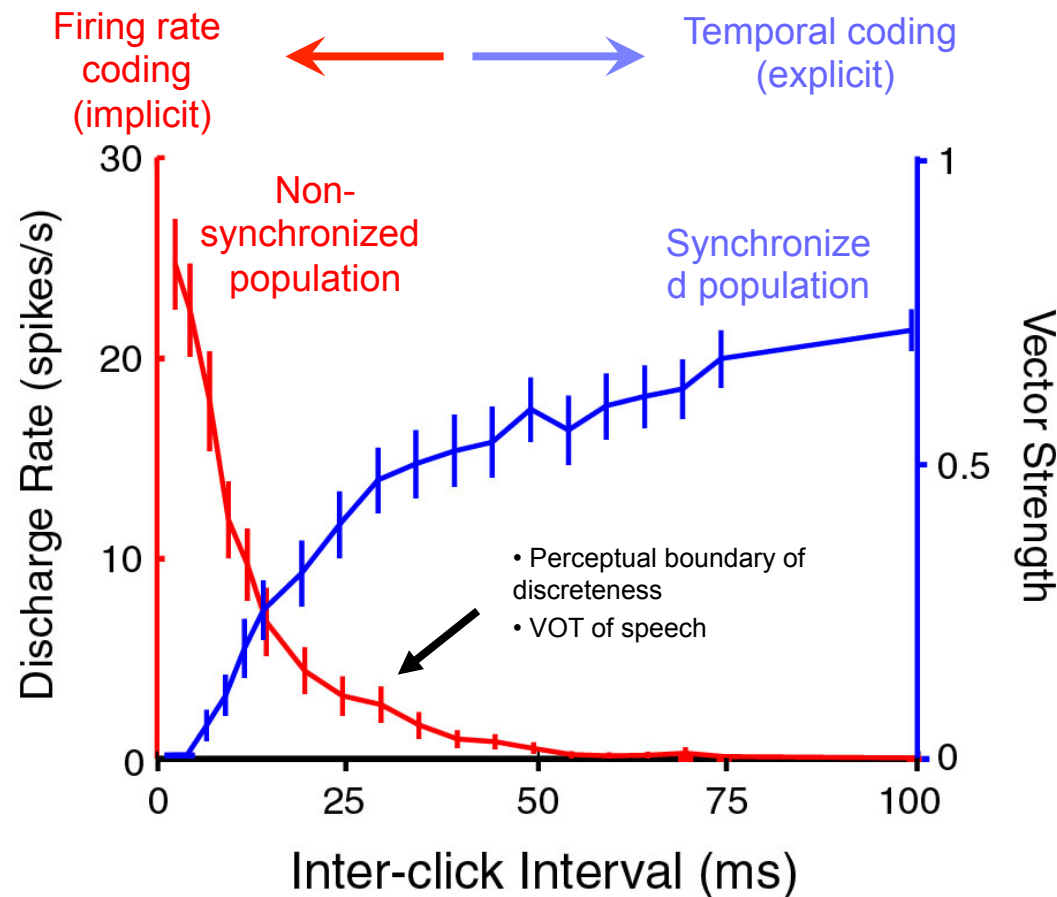 Firing rate
coding
(implicit)
Temporal coding
(explicit)
30
20
10
0
Discharge Rate (spikes/s)
Non-
synchronized
population
Synchronize
d population
• Perceptual boundary of
discreteness
• VOT of speech
1
0.5
0
Vector Strength
0
25
50
75
100
Inter-click Interval (ms)